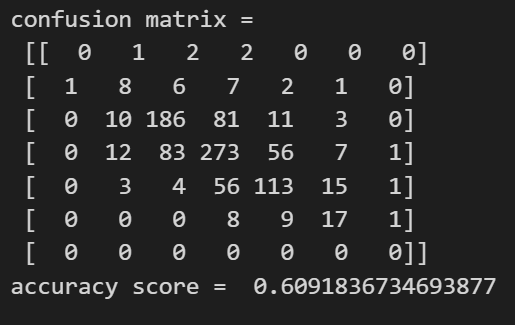 confusion matrix =
[[ 0 1 2 2 0 0 0]
[ 1 8 6 7 2 1 0]
[ 0 10 186 81 11 3 0]
[ 0 12 83 273 56 7 1]
[ 0 3 4 56 113 15 1]
[ 0 0 0 8 9 17 1]
[ 0 0 0 0 0 0 0]]
accuracy score = 0.6091836734693877